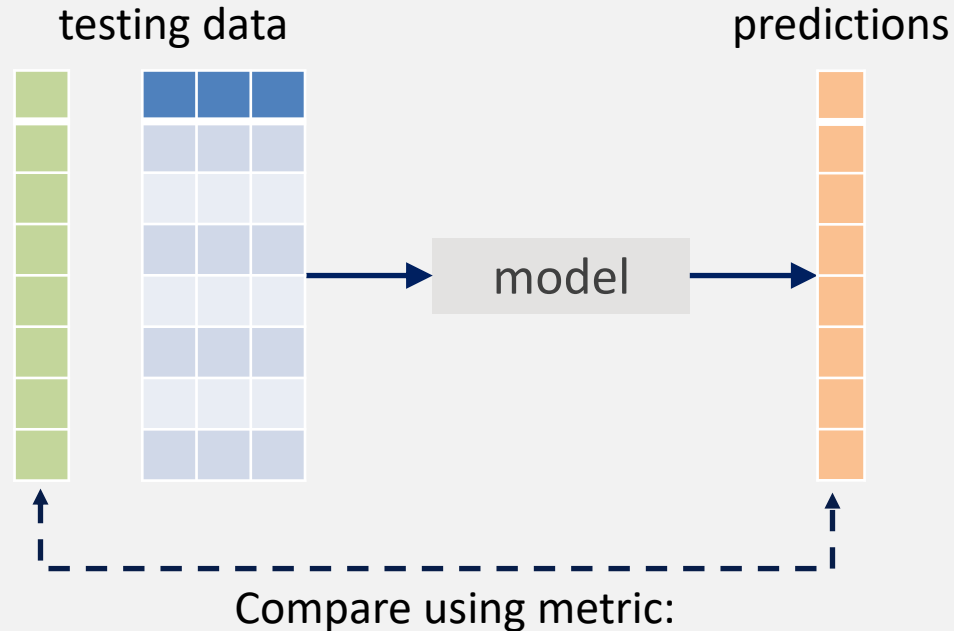 testing data
predictions
model
Compare using metric: